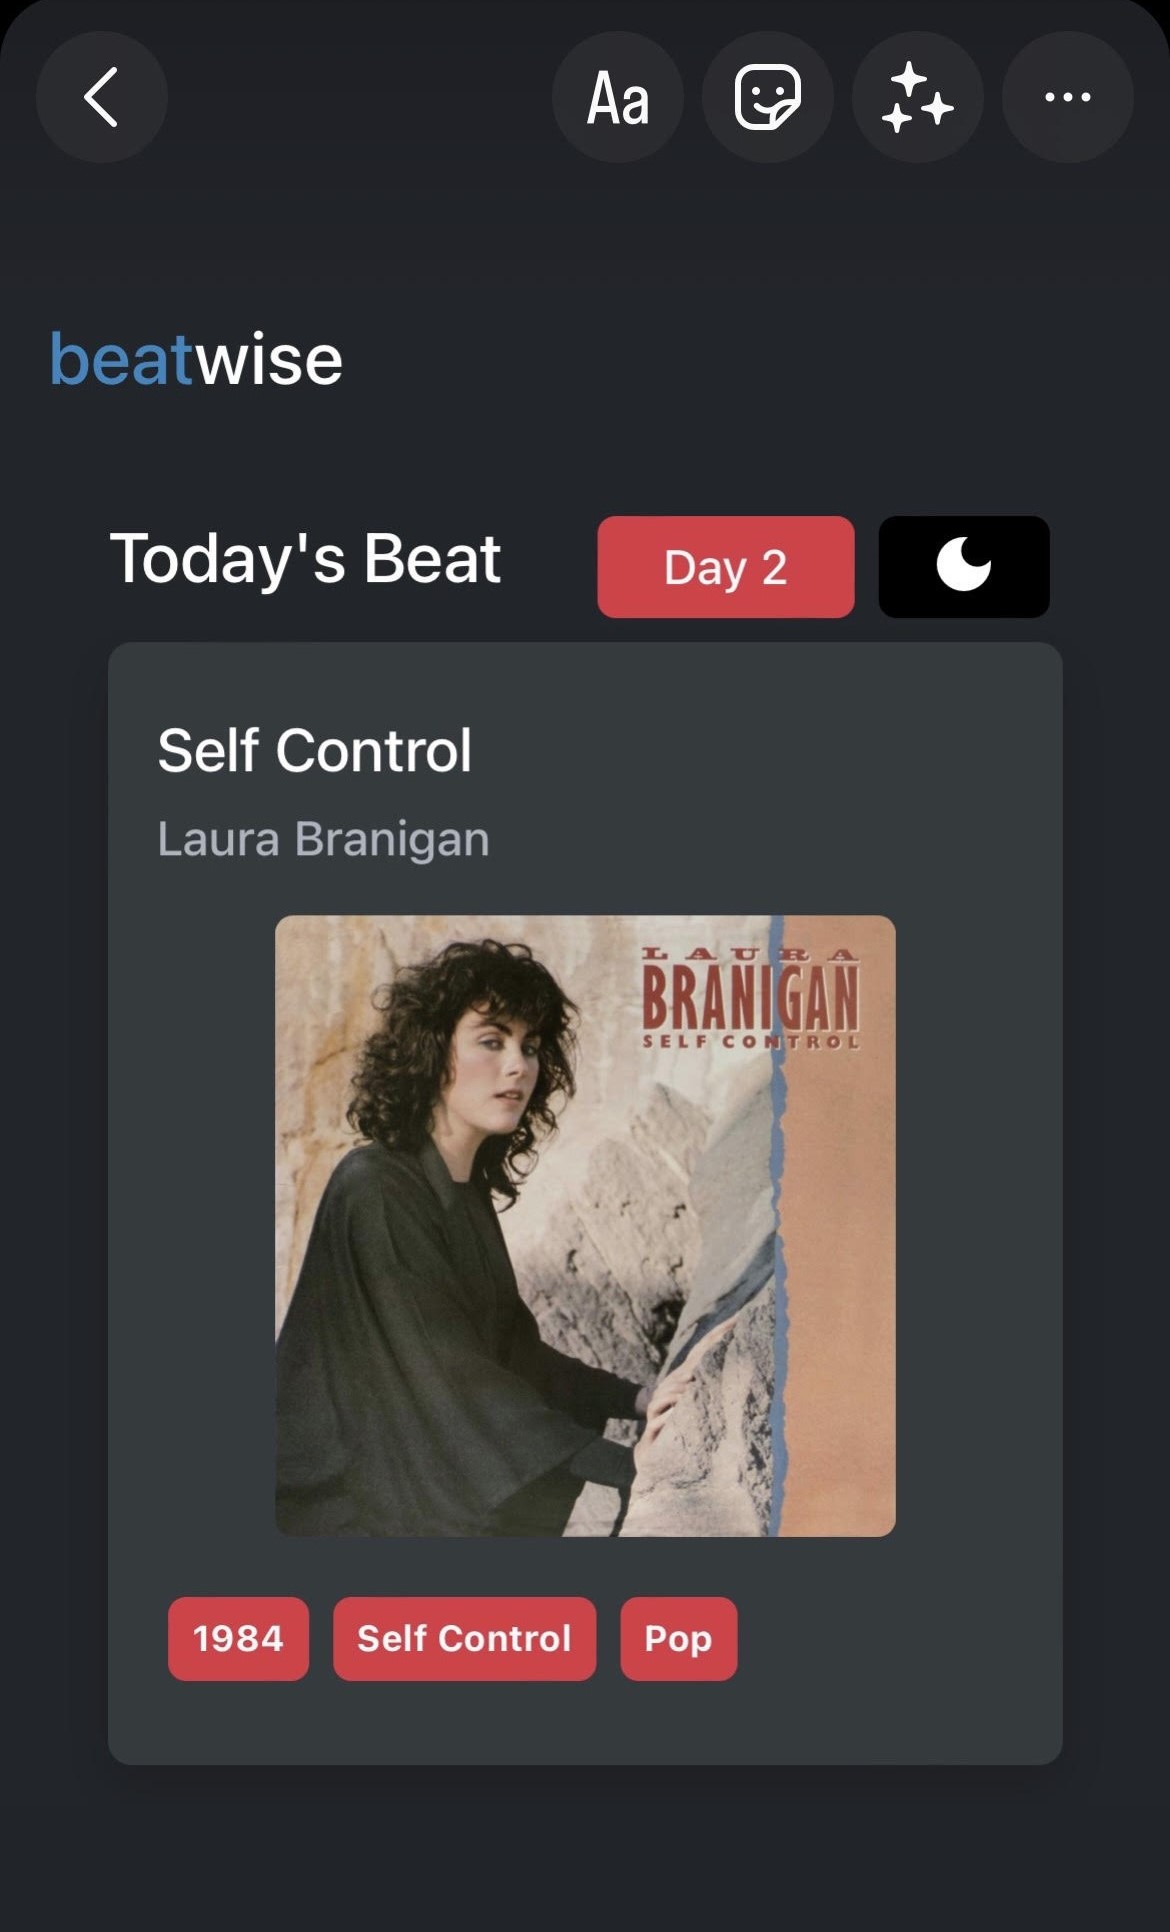 Aa
beatwise
Today's Beat
Day 2
Self Control
Laura Branigan
LAURA
BRANIGAN
SELF CONTROL
1984
Self Control
Pop